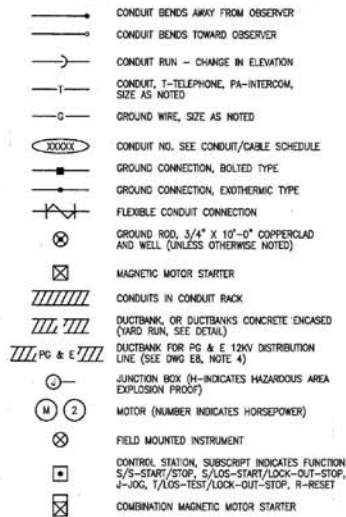 CONDUIT BENDS AWAY FROM OBSERVER
CONDUIT BENDS TOWARD OBSERVER
CONDUIT RUN - CHANGE IN ELEVATION
T
CONDUIT, T-TELEPHONE, PA-INTERCOM,
SIZE AS NOTED
G
GROUND WIRE, SIZE AS NOTED
XXXXX
CONDUIT NO. SEE CONDUIT/CABLE SCHEDULE
GROUND CONNECTION, BOLTED TYPE
GROUND CONNECTION, EXOTHERMIC TYPE
FLEXIBLE CONDUIT CONNECTION
GROUND ROD, 3/4" X 10'-0" COPPERCLAD
AND WELL (UNLESS OTHERWISE NOTED)
MAGNETIC MOTOR STARTER
CONDUITS IN CONDUIT RACK
DUCTBANK, OR DUCTBANKS CONCRETE ENCASED
(YARD RUN, SEE DETAIL)
PG & E
DUCTBANK FOR PG & E 12KV DISTRIBUTION
LINE (SEE DWG E8, NOTE 4)
J
JUNCTION BOX (H-INDICATES HAZARDOUS AREA
EXPLOSION PROOF)
M 2
MOTOR (NUMBER INDICATES HORSEPOWER)
FIELD MOUNTED INSTRUMENT
CONTROL STATION, SUBSCRIPT INDICATES FUNCTION
S/S-START/STOP, S/LOS-START/LOCK-OUT-STOP,
J-JOG, T/LOS-TEST/LOCK-OUT-STOP, R-RESET
COMBINATION MAGNETIC MOTOR STARTER